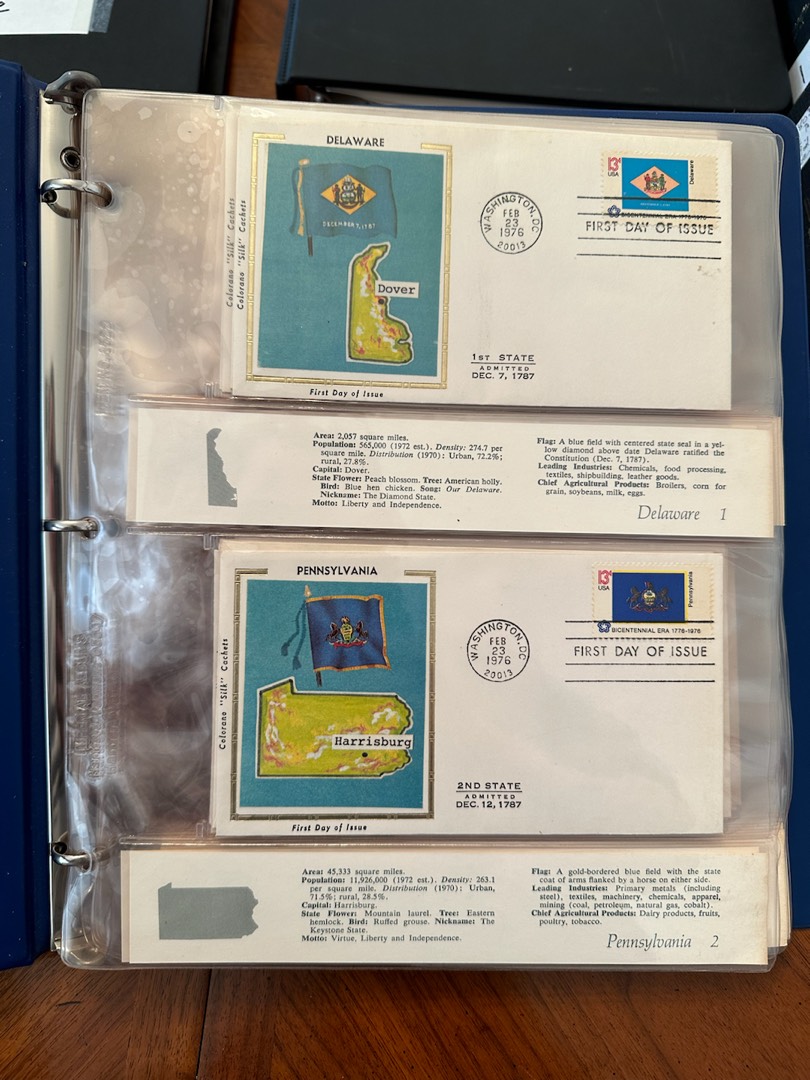 DELAWARE
Colorano "Silk" Cachets
Colorano "Silk" Cachets
DECEMBER 7, 1787
Dover
First Day of Issue
WASHINGTON, DC
FEB
23
1976
20013
13¢
USA
Delaware
BICENTENNIAL ERA 1776-1976
FIRST DAY OF ISSUE
1ST STATE
ADMITTED
DEC. 7, 1787
Area: 2,057 square miles.
Population: 565,000 (1972 est.). Density: 274.7 per
square mile. Distribution (1970): Urban, 72.2%;
rural, 27.8%.
Capital: Dover.
State Flower: Peach blossom. Tree: American holly.
Bird: Blue hen chicken. Song: Our Delaware.
Nickname: The Diamond State.
Motto: Liberty and Independence.
Flag: A blue field with centered state seal in a yel-
low diamond above date Delaware ratified the
Constitution (Dec. 7, 1787).
Leading Industries: Chemicals, food processing,
textiles, shipbuilding, leather goods.
Chief Agricultural Products: Broilers, corn for
grain, soybeans, milk, eggs.
Delaware 1
PENNSYLVANIA
Colorano "Silk" Cachets
Harrisburg
First Day of Issue
WASHINGTON, DC
FEB
23
1976
20013
13¢
USA
Pennsylvania
BICENTENNIAL ERA 1776-1976
FIRST DAY OF ISSUE
2ND STATE
ADMITTED
DEC. 12, 1787
Area: 45,333 square miles.
Population: 11,926,000 (1972 est.). Density: 263.1
per square mile. Distribution (1970): Urban,
71.5%; rural, 28.5%.
Capital: Harrisburg.
State Flower: Mountain laurel. Tree: Eastern
hemlock. Bird: Ruffed grouse. Nickname: The
Keystone State.
Motto: Virtue, Liberty and Independence.
Flag: A gold-bordered blue field with the state
coat of arms flanked by a horse on either side.
Leading Industries: Primary metals (including
steel), textiles, machinery, chemicals, apparel,
mining (coal, petroleum, natural gas, cobalt).
Chief Agricultural Products: Dairy products, fruits,
poultry, tobacco.
Pennsylvania 2